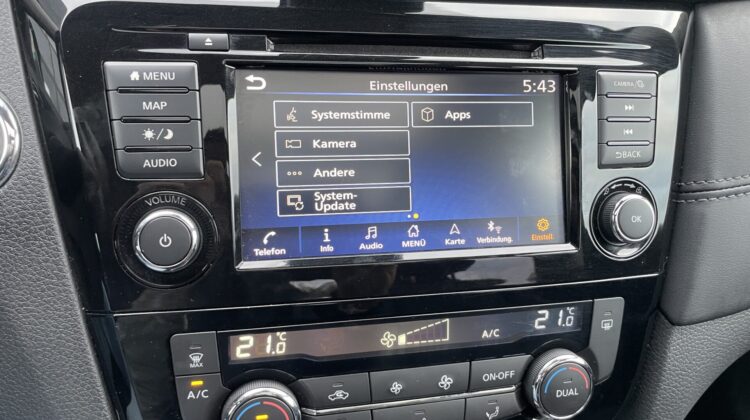 MENU
MAP
AUDIO
VOLUME
Einstellungen
5:43
Systemstimme
Apps
Kamera
Andere
System-
Update
Telefon
Info
Audio
MENÜ
Karte
Verbindung.
Einstell.
CAMERA
BACK
OK
21.0 °C
A/C
21.0 °C
MAX
A/C
ON·OFF
DUAL